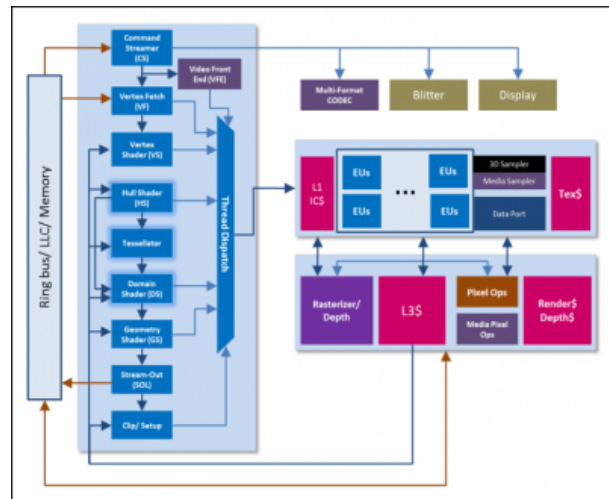 Ring bus/ LLC/ Memory
Command
Streamer
(CS)
Video Front
End (VFE)
Vertex Fetch
(VF)
Vertex
Shader (VS)
Hull Shader
(HS)
Tessellator
Domain
Shader (DS)
Geometry
Shader (GS)
Stream-Out
(SOL)
Clip/ Setup
Thread Dispatch
Multi-Format
CODEC
Blitter
Display
L1
IC$
EUs
EUs
...
EUs
EUs
3D Sampler
Media Sampler
Data Port
Tex$
Rasterizer/
Depth
L3$
Pixel Ops
Media Pixel
Ops
Render$
Depth$